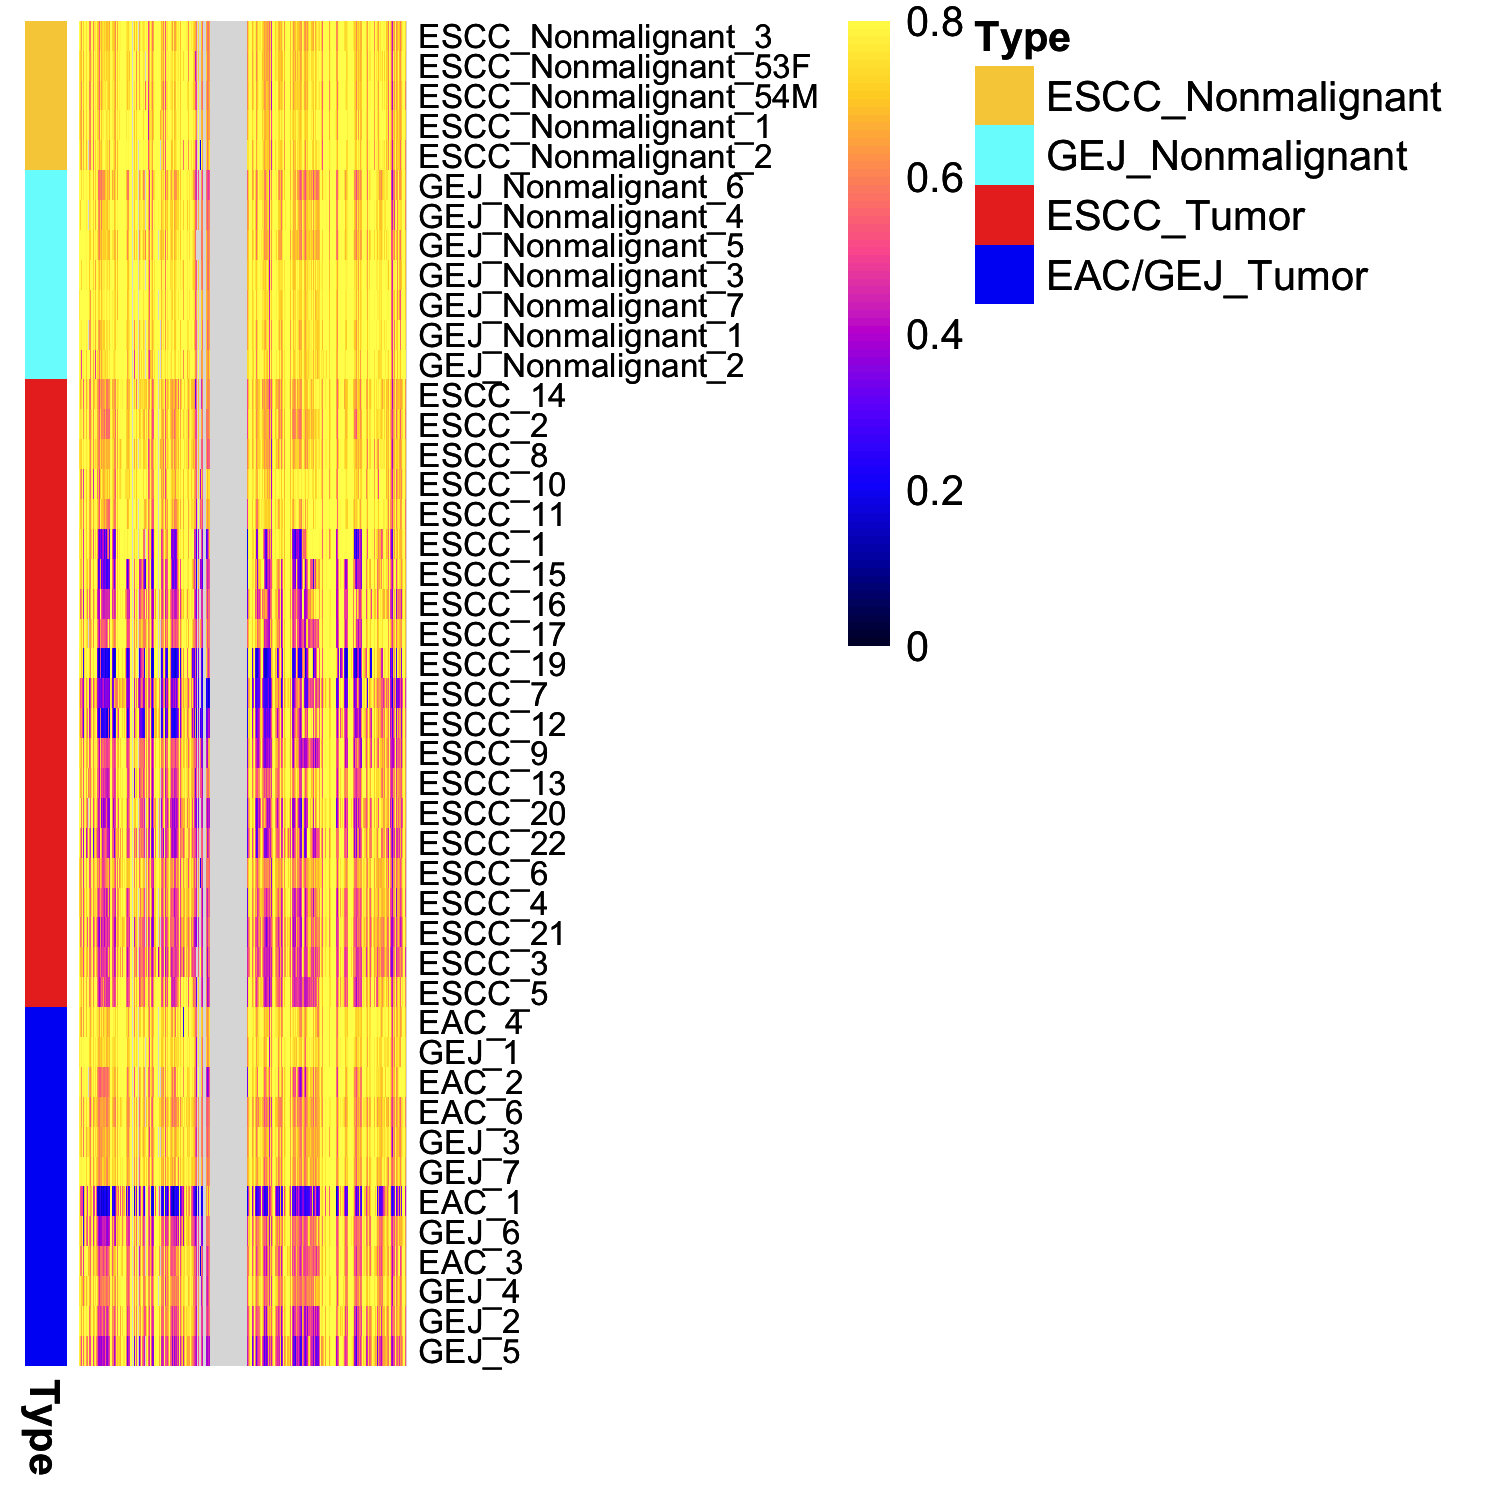 ESCC_Nonmalignant_3
ESCC_Nonmalignant_53F
ESCC_Nonmalignant_54M
ESCC_Nonmalignant_1
ESCC_Nonmalignant_2
GEJ_Nonmalignant_6
GEJ_Nonmalignant_4
GEJ_Nonmalignant_5
GEJ_Nonmalignant_3
GEJ_Nonmalignant_7
GEJ_Nonmalignant_1
GEJ_Nonmalignant_2
ESCC_14
ESCC_2
ESCC_8
ESCC_10
ESCC_11
ESCC_1
ESCC_15
ESCC_16
ESCC_17
ESCC_19
ESCC_7
ESCC_12
ESCC_9
ESCC_13
ESCC_20
ESCC_22
ESCC_6
ESCC_4
ESCC_21
ESCC_3
ESCC_5
EAC_4
GEJ_1
EAC_2
EAC_6
GEJ_3
GEJ_7
EAC_1
GEJ_6
EAC_3
GEJ_4
GEJ_2
GEJ_5
Type
0.8
0.6
0.4
0.2
0
Type
ESCC_Nonmalignant
GEJ_Nonmalignant
ESCC_Tumor
EAC/GEJ_Tumor